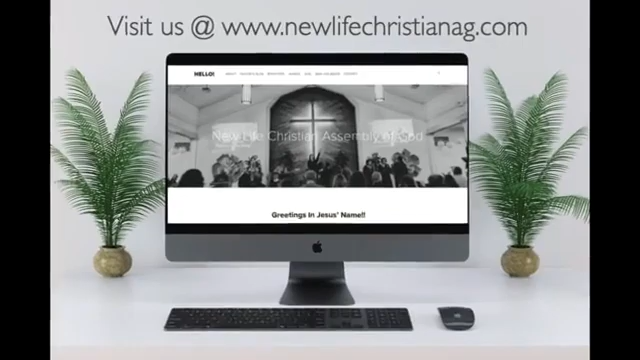 Visit us @ www.newlifechristianag.com
HELLO!
New Life Christian Assembly of God
Greetings In Jesus' Name!!